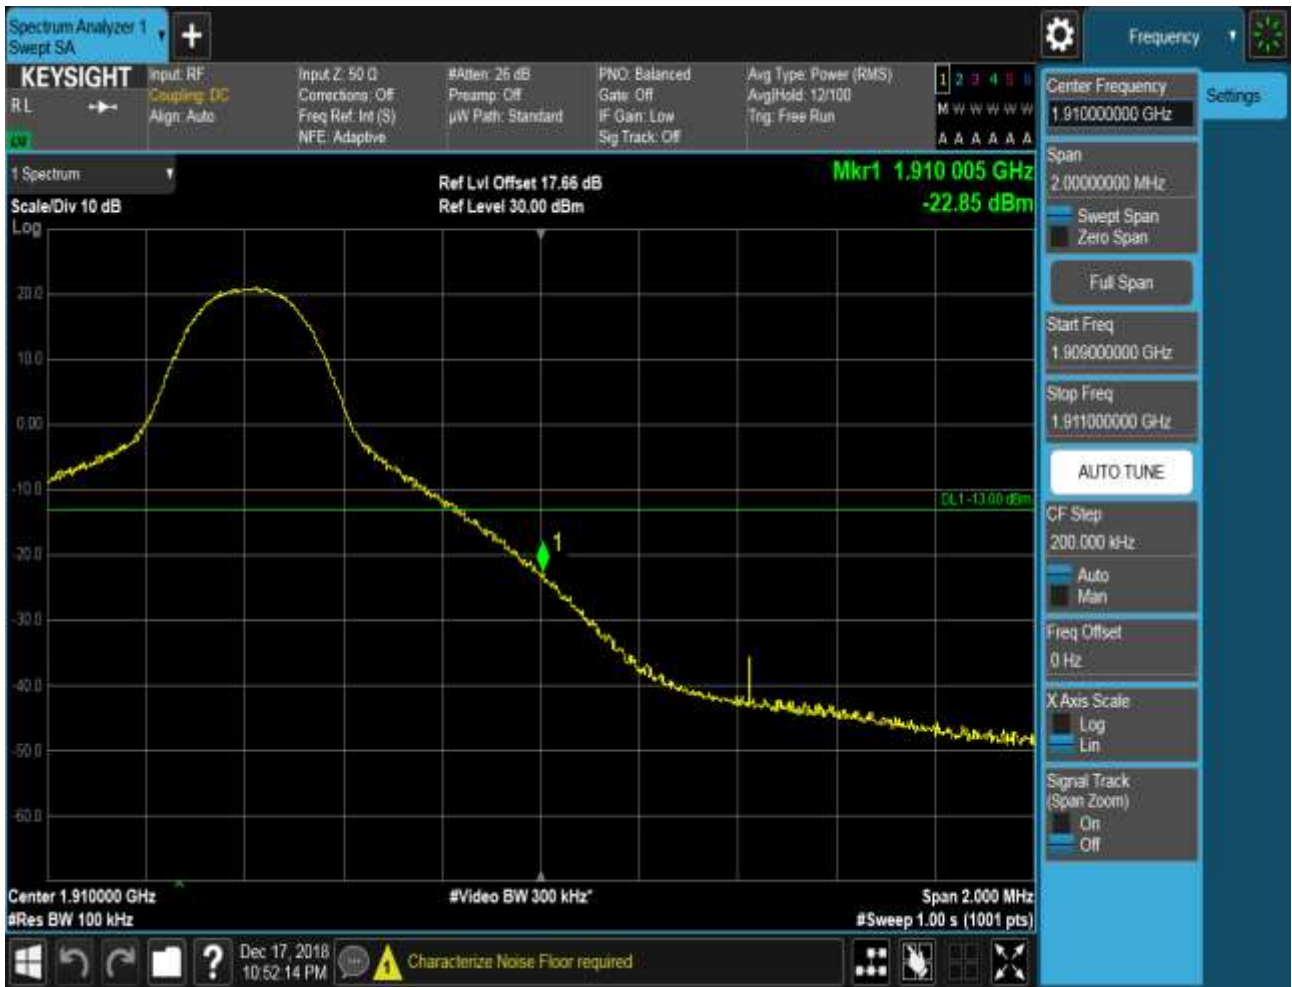 Spectrum Analyzer 1
Swept SA
+
Frequency
KEYSIGHT
RL
Input: RF
Coupling: DC
Align: Auto
Input Z: 50 Ω
Corrections: Off
Freq Ref: Int (S)
NFE: Adaptive
#Atten: 26 dB
Preamp: Off
µW Path: Standard
PNO: Balanced
Gate: Off
IF Gain: Low
Sig Track: Off
Avg Type: Power (RMS)
Avg|Hold: 12/100
Trig: Free Run
1 2 3 4 5 6
M W W W W W
A A A A A A
1 Spectrum
Scale/Div 10 dB
Log
Ref Lvl Offset 17.66 dB
Ref Level 30.00 dBm
Mkr1 1.910 005 GHz
-22.85 dBm
20.0
10.0
0.00
-10.0
-20.0
-30.0
-40.0
-50.0
-60.0
DL1 -13.00 dBm
1
Center 1.910000 GHz
#Res BW 100 kHz
#Video BW 300 kHz*
Span 2.000 MHz
#Sweep 1.00 s (1001 pts)
Center Frequency
1.910000000 GHz
Settings
Span
2.00000000 MHz
Swept Span
Zero Span
Full Span
Start Freq
1.909000000 GHz
Stop Freq
1.911000000 GHz
AUTO TUNE
CF Step
200.000 kHz
Auto
Man
Freq Offset
0 Hz
X Axis Scale
Log
Lin
Signal Track
(Span Zoom)
On
Off
?
Dec 17, 2018
10:52:14 PM
1
Characterize Noise Floor required